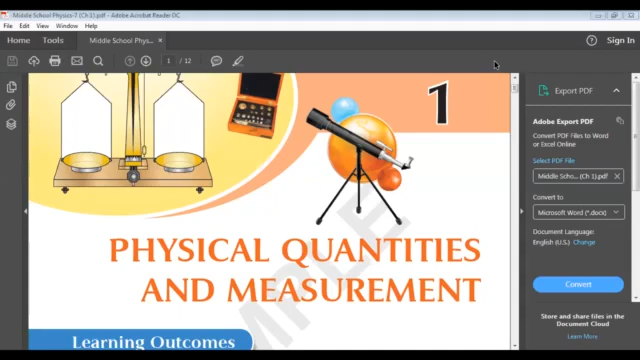 Middle School Physics-7 (Ch 1).pdf - Adobe Acrobat Reader DC
File Edit View Window Help
Home Tools Middle School Phys... × Sign In
1 / 12
Export PDF
Adobe Export PDF
Convert PDF Files to Word
or Excel Online
Select PDF File
Middle Scho... (Ch 1).pdf ×
Convert to
Microsoft Word (*.docx)
Document Language:
English (U.S.) Change
Convert
Store and share files in the
Document Cloud
Learn More
1
PHYSICAL QUANTITIES
AND MEASUREMENT
Learning Outcomes